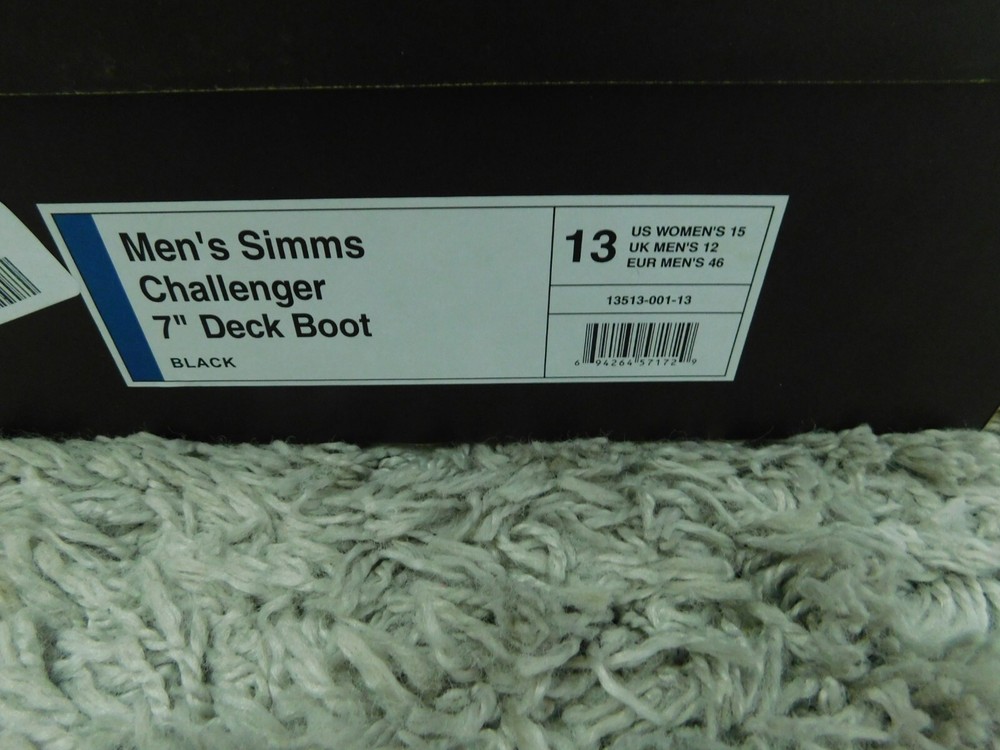 Men's Simms
Challenger
7" Deck Boot
BLACK
13
US WOMEN'S 15
UK MEN'S 12
EUR MEN'S 46
13513-001-13
6 94264 57172 9